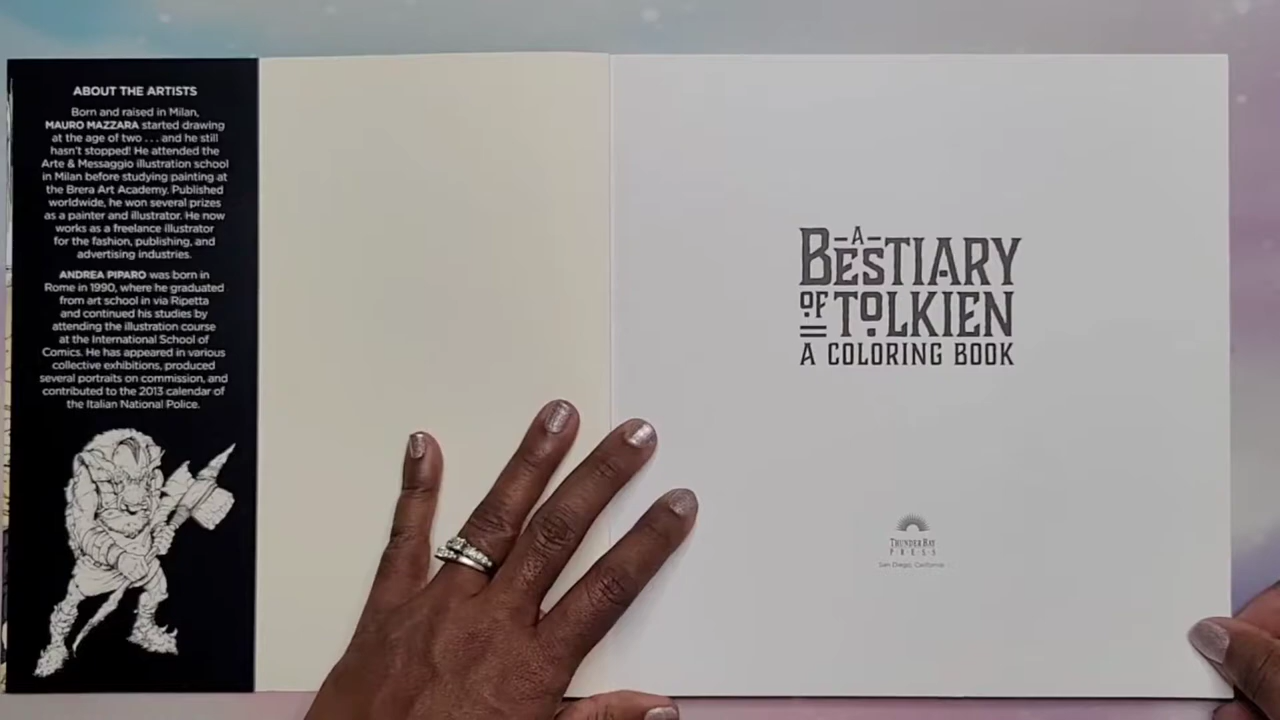 ABOUT THE ARTISTS
Born and raised in Milan,
MAURO MAZZARA started drawing
at the age of two . . . and he still
hasn't stopped! He attended the
Arte & Messaggio illustration school
in Milan before studying painting at
the Brera Art Academy. Published
worldwide, he won several prizes
as a painter and illustrator. He now
works as a freelance illustrator
for the fashion, publishing, and
advertising industries.
ANDREA PIPARO was born in
Rome in 1990, where he graduated
from art school in via Ripetta
and continued his studies by
attending the illustration course
at the International School of
Comics. He has appeared in various
collective exhibitions, produced
several portraits on commission, and
contributed to the 2013 calendar of
the Italian National Police.
A
BESTIARY
OF TOLKIEN
A COLORING BOOK
THUNDER BAY
PRESS
San Diego, California